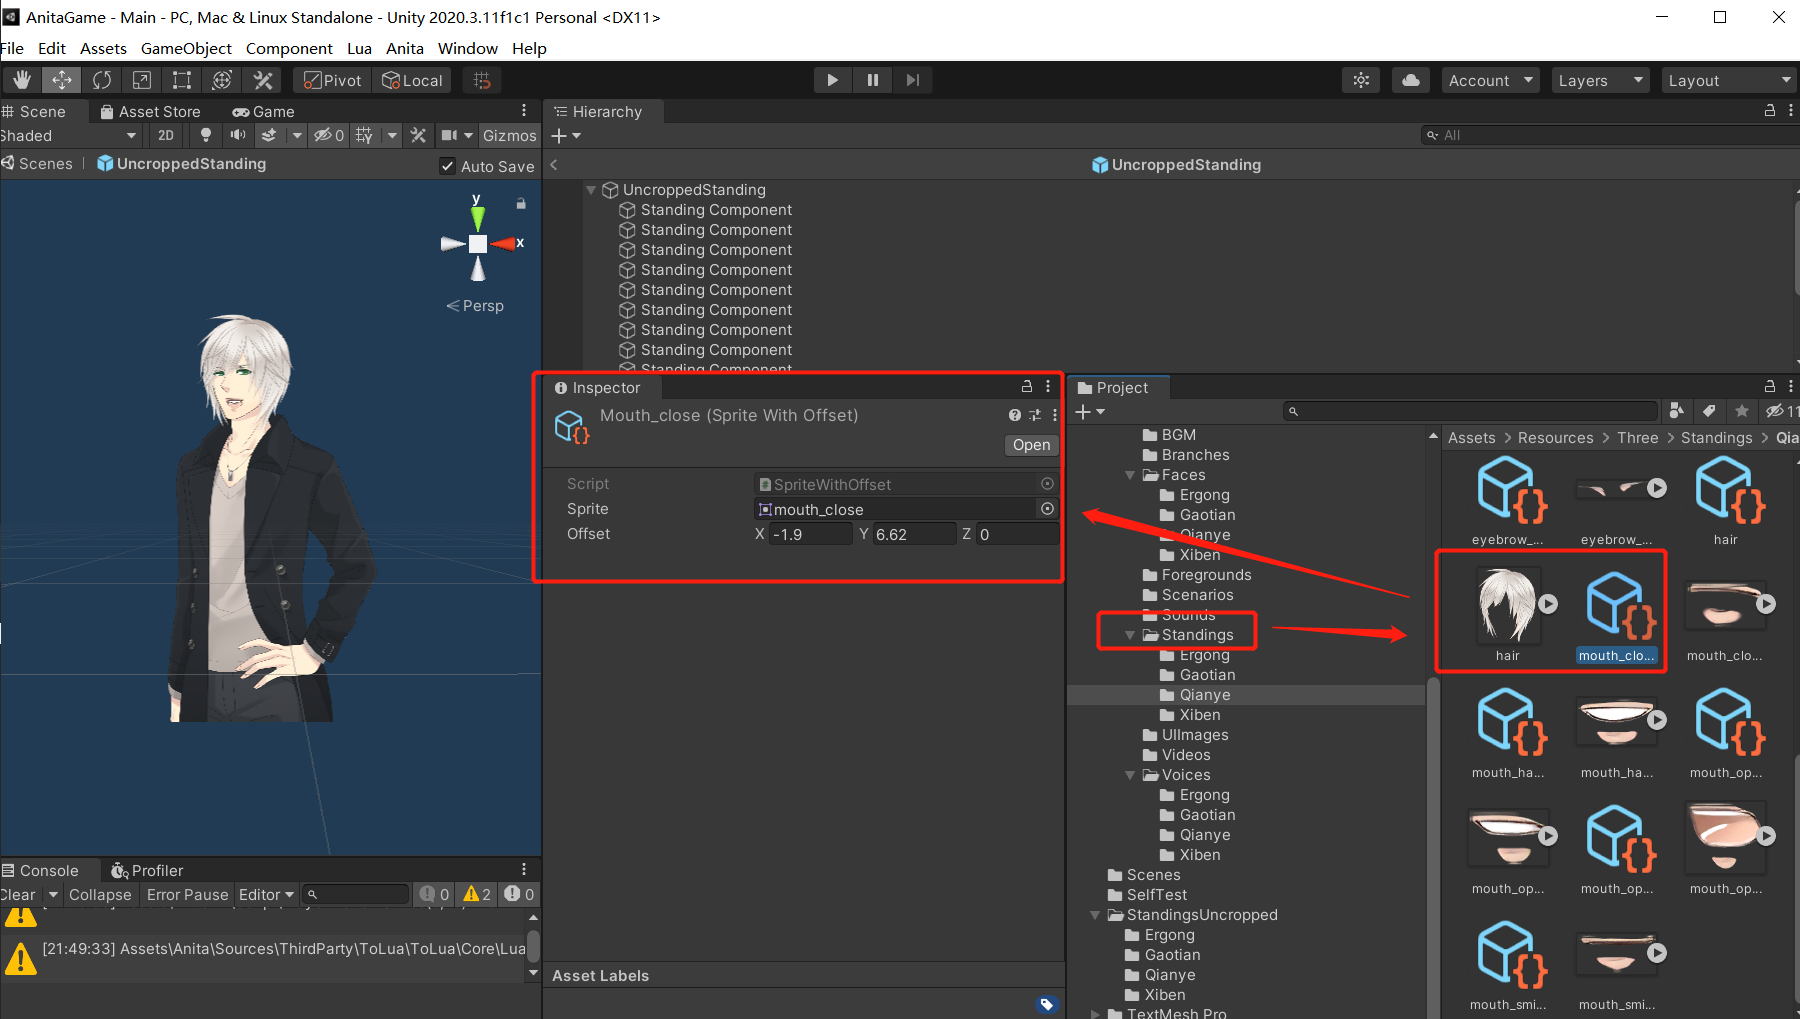 AnitaGame - Main - PC, Mac & Linux Standalone - Unity 2020.3.11f1c1 Personal <DX11>
File Edit Assets GameObject Component Lua Anita Window Help
Pivot Local Account Layers Layout
Scene Asset Store Game
Shaded 2D 0 Gizmos
Scenes UncroppedStanding Auto Save
y
x
Persp
Hierarchy
All
UncroppedStanding
UncroppedStanding
Standing Component
Standing Component
Standing Component
Standing Component
Standing Component
Standing Component
Standing Component
Standing Component
Standing Component
Inspector
Mouth_close (Sprite With Offset)
Open
Script SpriteWithOffset
Sprite mouth_close
Offset X -1.9 Y 6.62 Z 0
Asset Labels
Project
11
BGM
Branches
Faces
Ergong
Gaotian
Qianye
Xiben
Foregrounds
Scenarios
Sounds
Standings
Ergong
Gaotian
Qianye
Xiben
UIImages
Videos
Voices
Ergong
Gaotian
Qianye
Xiben
Scenes
SelfTest
StandingsUncropped
Ergong
Gaotian
Qianye
Xiben
TextMesh Pro
Assets > Resources > Three > Standings > Qia
eyebrow_... eyebrow_... hair
hair mouth_clo... mouth_clo...
mouth_ha... mouth_ha... mouth_op...
mouth_op... mouth_op... mouth_op...
mouth_smi... mouth_smi...
Console Profiler
Clear Collapse Error Pause Editor 0 2 0
[21:49:33] Assets\Anita\Sources\ThirdParty\ToLua\ToLua\Core\Lua